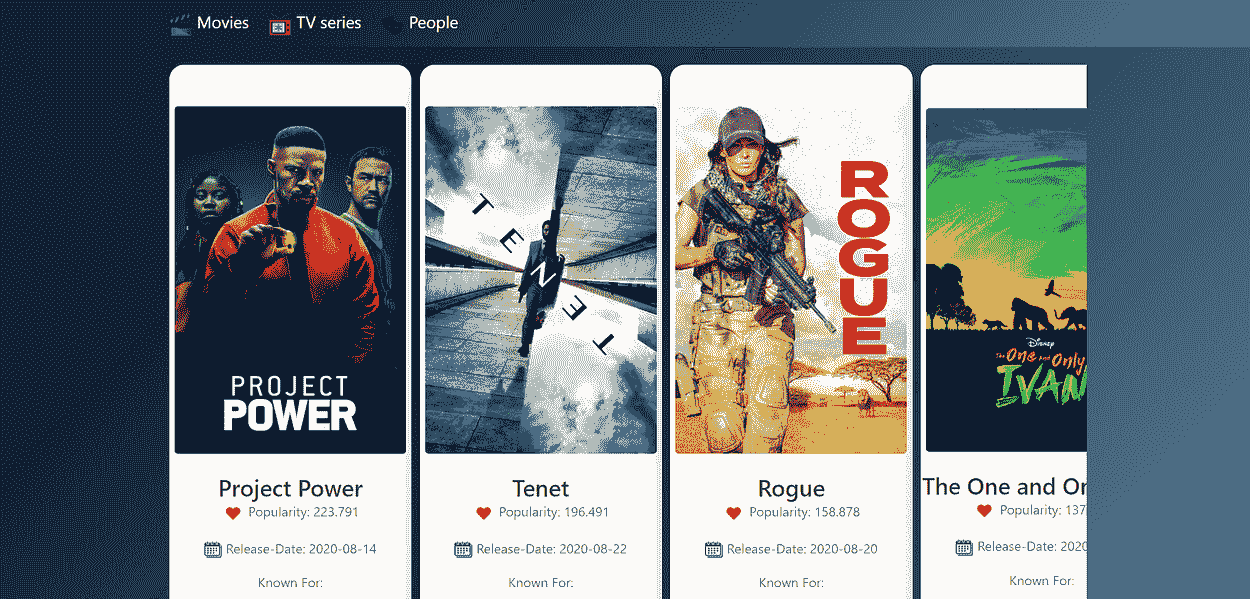 Movies TV series People
PROJECT
POWER
TENET
ROGUE
Disney
The One and Only
IVAN
Project Power
Popularity: 223.791
Release-Date: 2020-08-14
Known For:
Tenet
Popularity: 196.491
Release-Date: 2020-08-22
Known For:
Rogue
Popularity: 158.878
Release-Date: 2020-08-20
Known For:
The One and On
Popularity: 137
Release-Date: 2020
Known For: